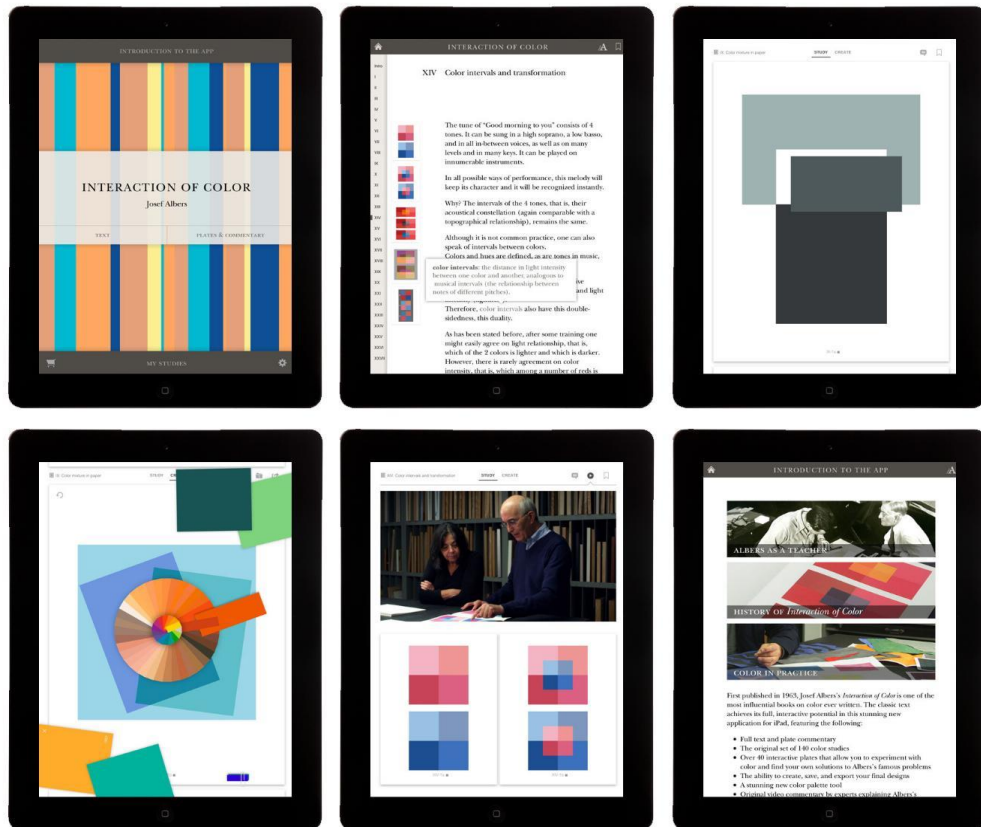 INTRODUCTION TO THE APP
INTERACTION OF COLOR
Josef Albers
TEXT
PLATES & COMMENTARY
MY STUDIES
INTERACTION OF COLOR
A
XIV Color intervals and transformation
The tune of “Good morning to you” consists of 4
tones. It can be sung in a high soprano, a low basso,
and in all in-between voices, as well as on many
levels and in many keys. It can be played on
innumerable instruments.
In all possible ways of performance, this melody will
keep its character and it will be recognized instantly.
Why? The intervals of the 4 tones, that is, their
acoustical constellation (again comparable with a
topographical relationship), remains the same.
Although it is not common practice, one can also
speak of intervals between colors.
Colors and hues are defined, as are tones in music,
color intervals: the distance in light intensity
between one color and another, analogous to
musical intervals (the relationship between
notes of different pitches).
and light
Therefore, color intervals also have this double-
sidedness, this duality.
As has been stated before, after some training one
might easily agree on light relationship, that is,
which of the 2 colors is lighter and which is darker.
However, there is rarely agreement on color
intensity, that is, which among a number of reds is
Color mixture in paper
STUDY CREATE
Color mixture in paper
STUDY
XIV. Color intervals and transformation
STUDY CREATE
INTRODUCTION TO THE APP
A
ALBERS AS A TEACHER
HISTORY OF Interaction of Color
COLOR IN PRACTICE
First published in 1963, Josef Albers’s Interaction of Color is one of the
most influential books on color ever written. The classic text
achieves its full, interactive potential in this stunning new
application for iPad, featuring the following:
• Full text and plate commentary
• The original set of 140 color studies
• Over 40 interactive plates that allow you to experiment with
color and find your own solutions to Albers’s famous problems
• The ability to create, save, and export your final designs
• A stunning new color palette tool
• Original video commentary by experts explaining Albers’s